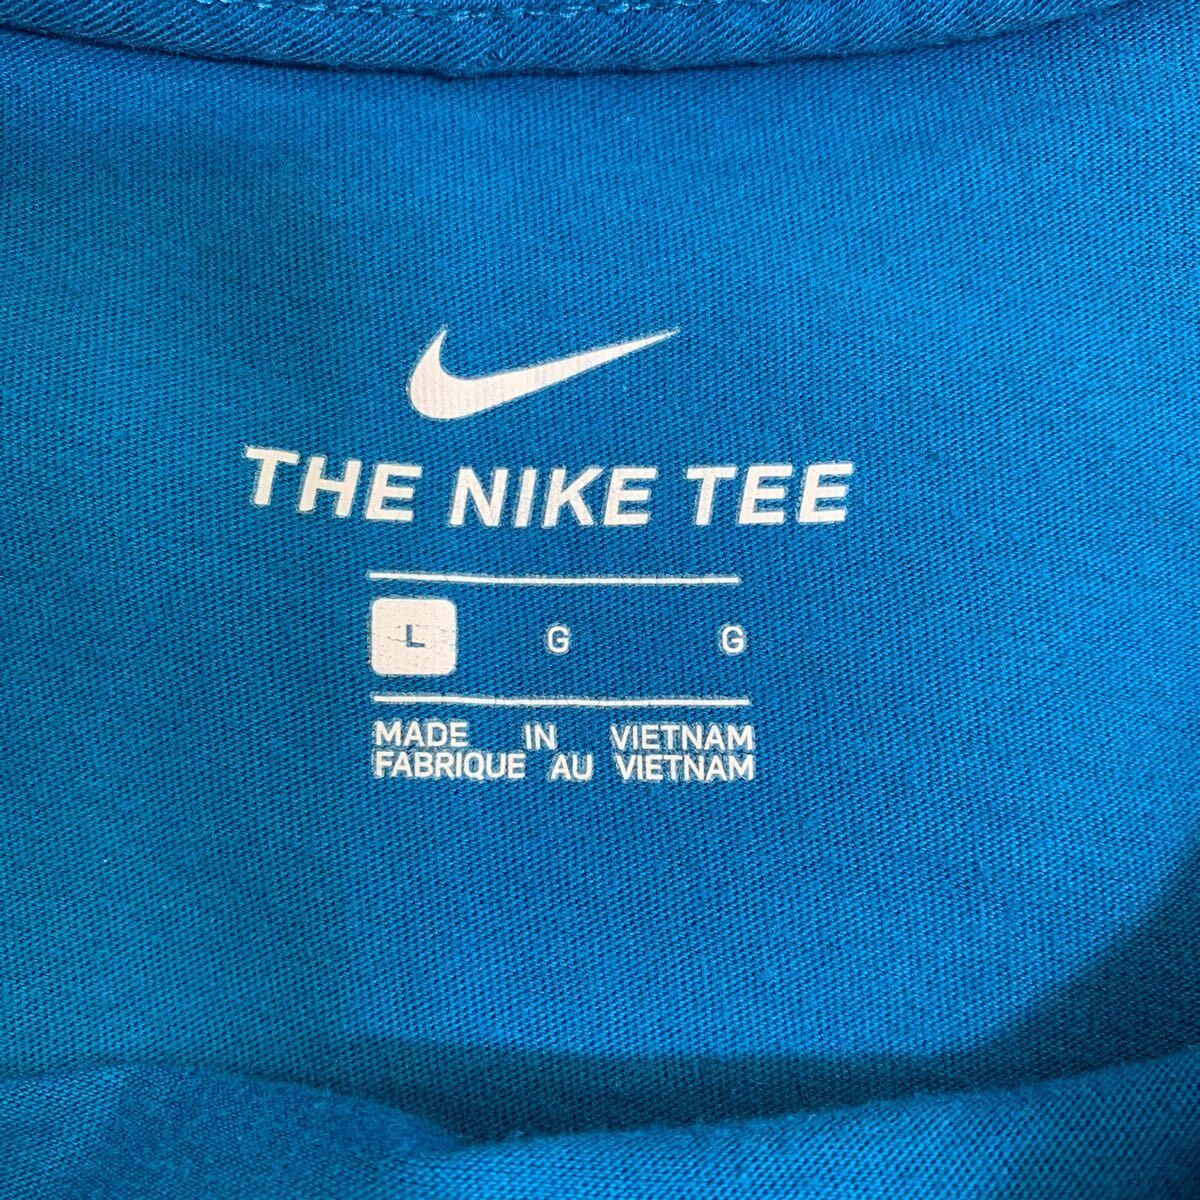 THE NIKE TEE
L G G
MADE IN VIETNAM
FABRIQUE AU VIETNAM